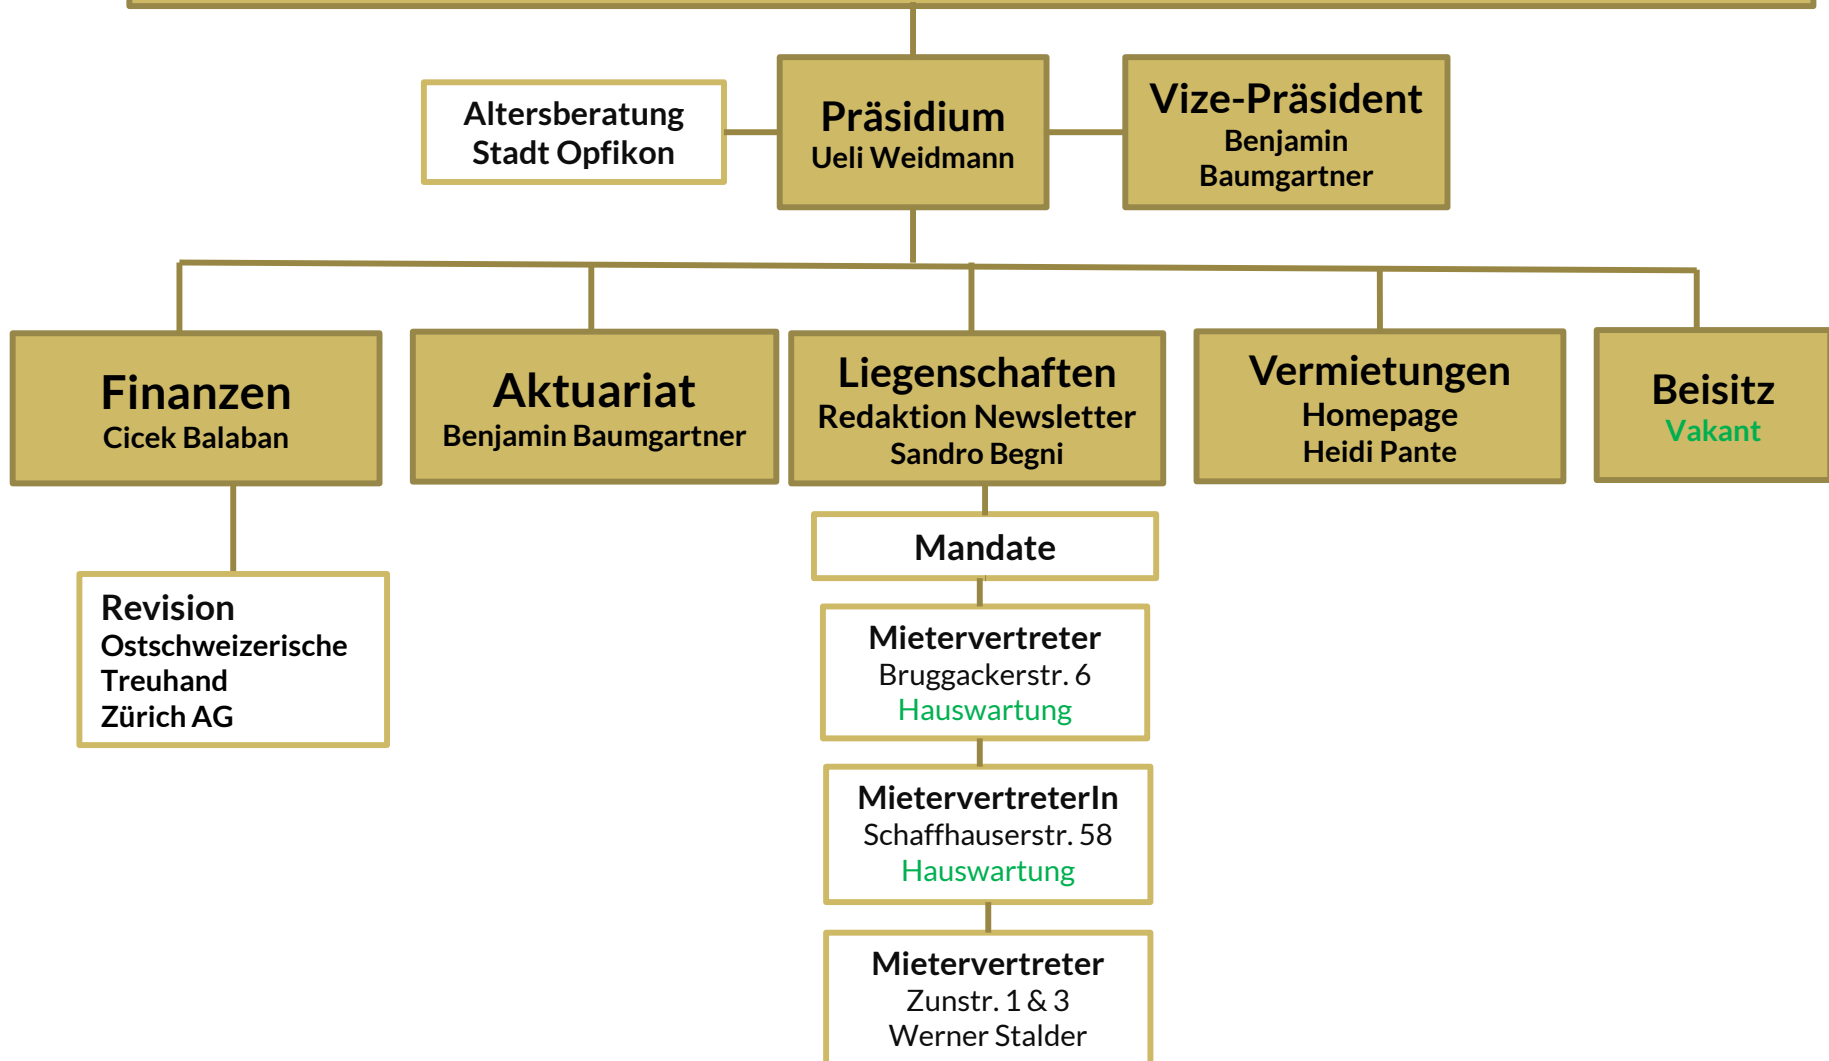 Altersberatung
Stadt Opfikon
Präsidium
Ueli Weidmann
Vize-Präsident
Benjamin
Baumgartner
Finanzen
Cicek Balaban
Aktuariat
Benjamin Baumgartner
Liegenschaften
Redaktion Newsletter
Sandro Begni
Vermietungen
Homepage
Heidi Pante
Beisitz
Vakant
Revision
Ostschweizerische
Treuhand
Zürich AG
Mandate
Mietervertreter
Bruggackerstr. 6
Hauswartung
MietervertreterIn
Schaffhauserstr. 58
Hauswartung
Mietervertreter
Zunstr. 1 & 3
Werner Stalder